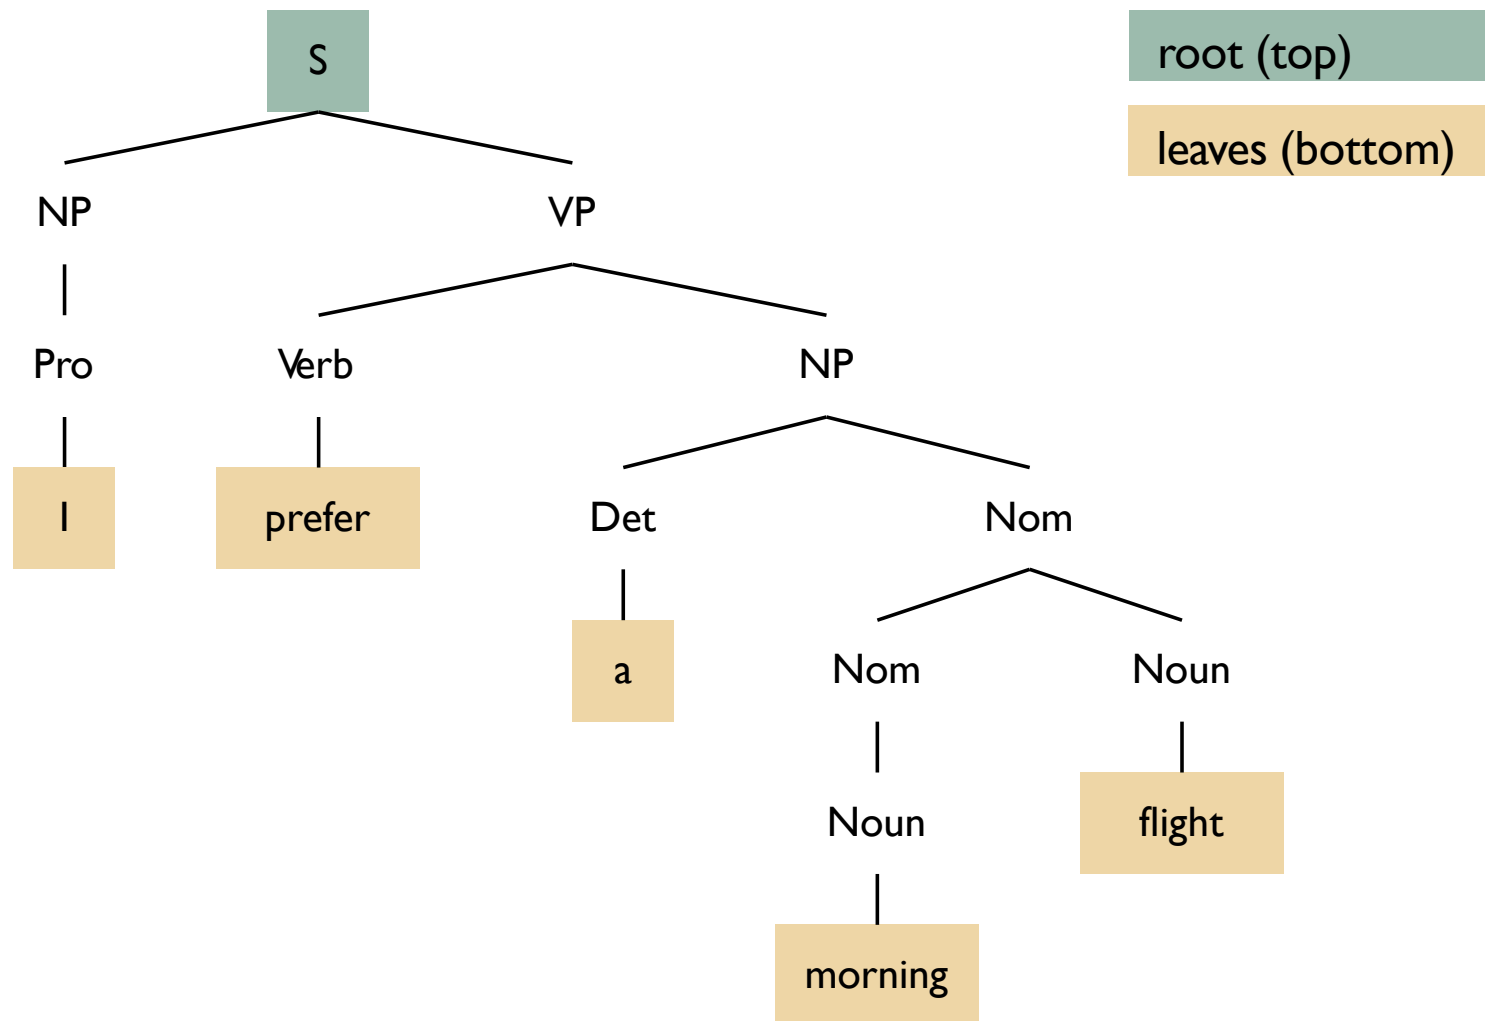 S
root (top)
leaves (bottom)
NP VP
Pro Verb NP
I prefer Det Nom
a Nom Noun
Noun flight
morning